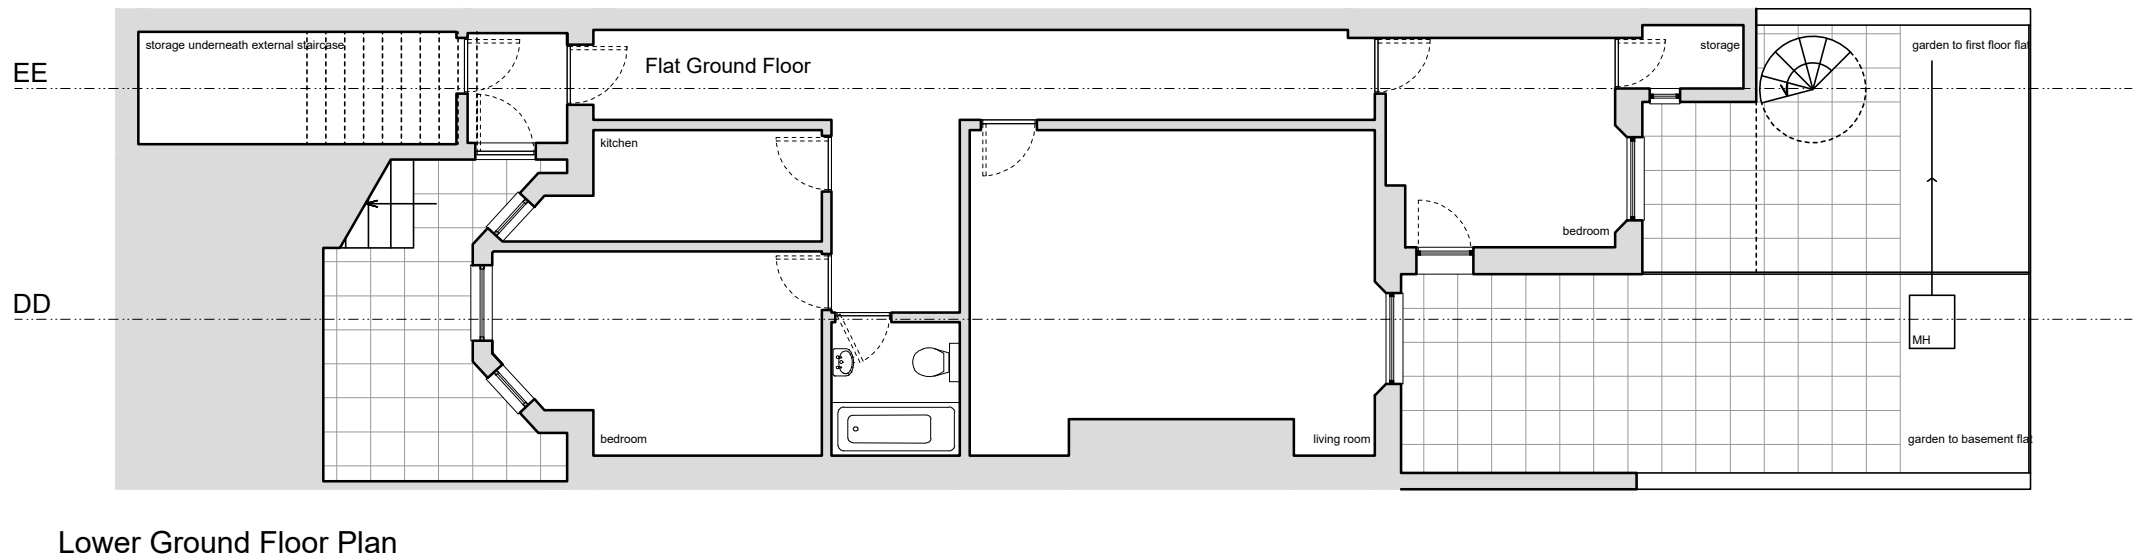 storage underneath external staircase
storage
garden to first floor flat
EE
Flat Ground Floor
kitchen
bedroom
DD
MH
bedroom
living room
garden to basement flat
Lower Ground Floor Plan